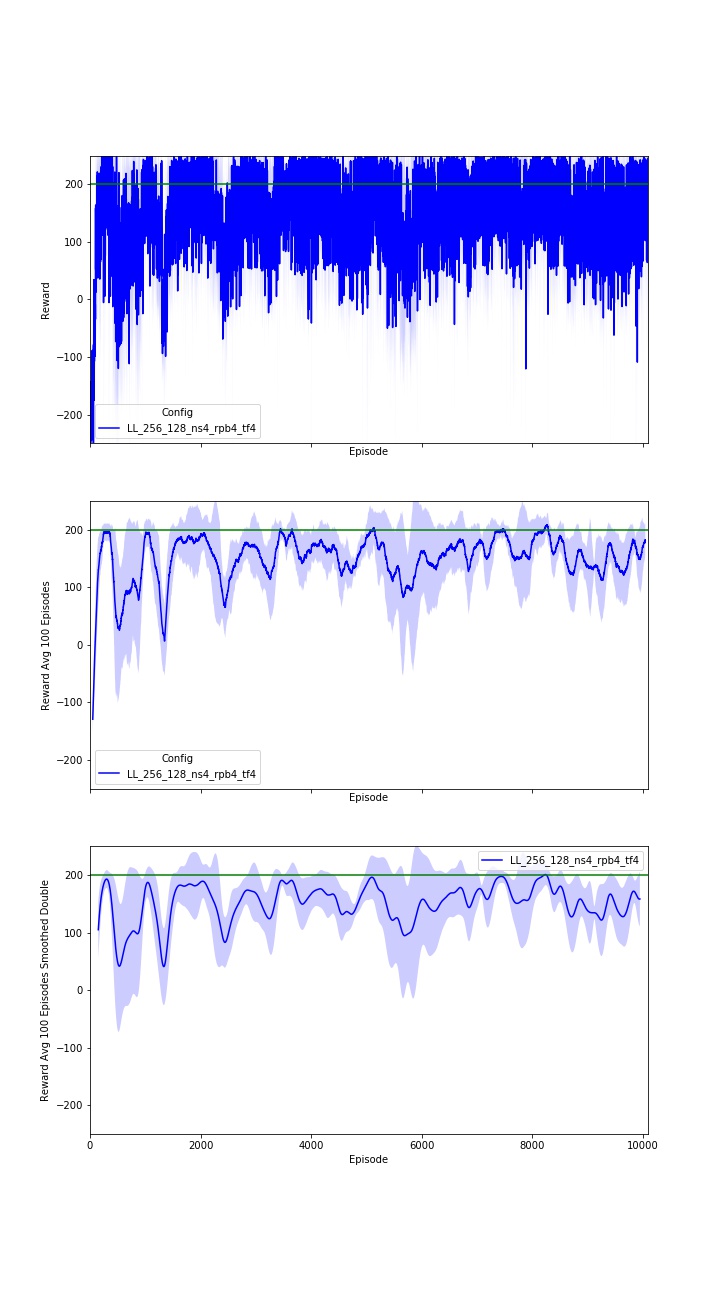 200
100
0
−100
−200
Reward
Config
LL_256_128_ns4_rpb4_tf4
Episode
200
100
0
−100
−200
Reward Avg 100 Episodes
Config
LL_256_128_ns4_rpb4_tf4
Episode
LL_256_128_ns4_rpb4_tf4
200
100
0
−100
−200
Reward Avg 100 Episodes Smoothed Double
0 2000 4000 6000 8000 10000
Episode